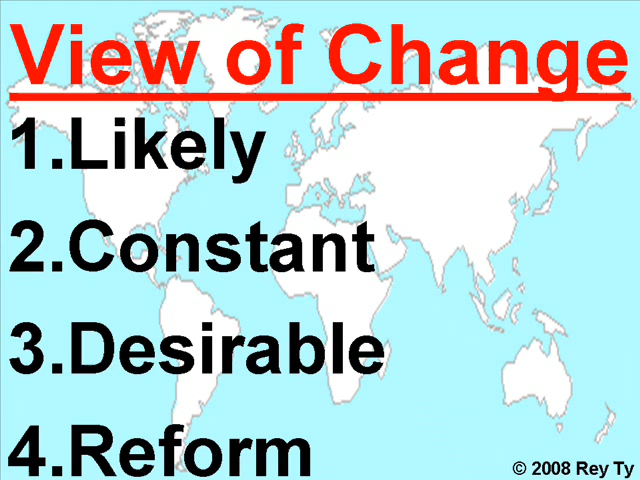 View of Change
1.Likely
2.Constant
3.Desirable
4.Reform
© 2008 Rey Ty